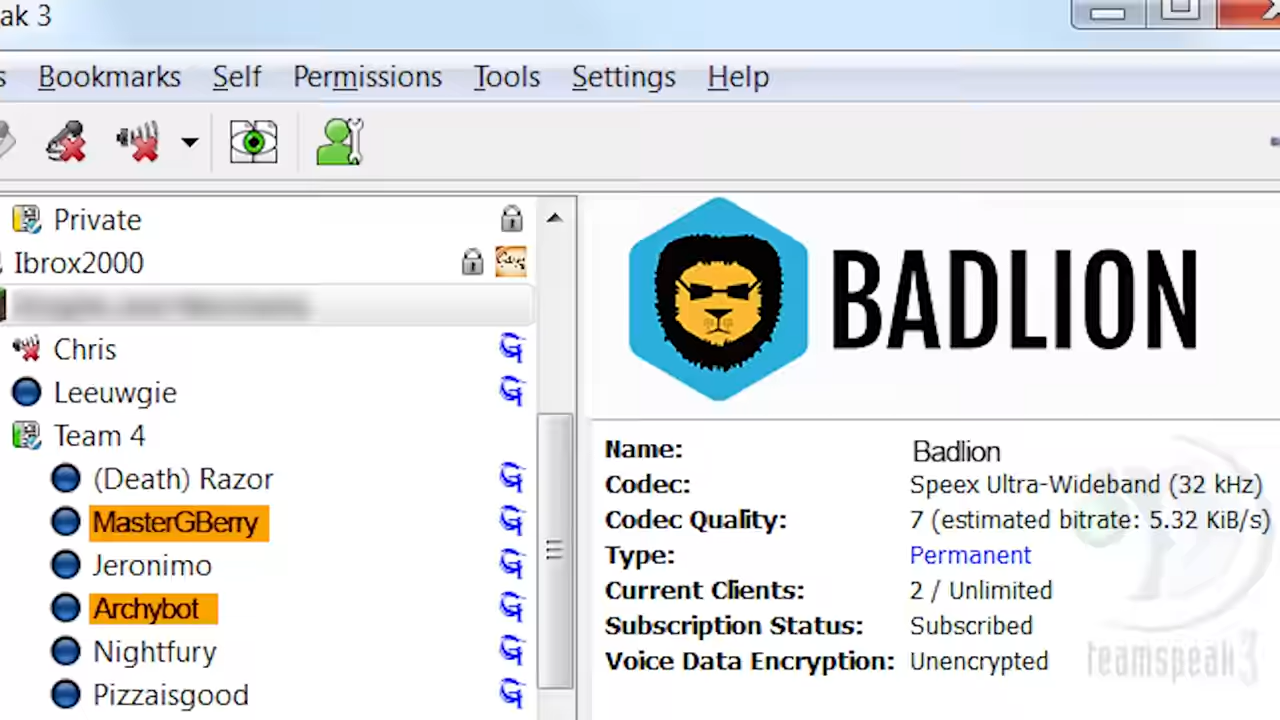 ak 3
s Bookmarks Self Permissions Tools Settings Help
Private
Ibrox2000
Chris
Leeuwgie
Team 4
(Death) Razor
MasterGBerry
Jeronimo
Archybot
Nightfury
Pizzaisgood
BADLION
Name: Badlion
Codec: Speex Ultra-Wideband (32 kHz)
Codec Quality: 7 (estimated bitrate: 5.32 KiB/s)
Type: Permanent
Current Clients: 2 / Unlimited
Subscription Status: Subscribed
Voice Data Encryption: Unencrypted
teamspeak3